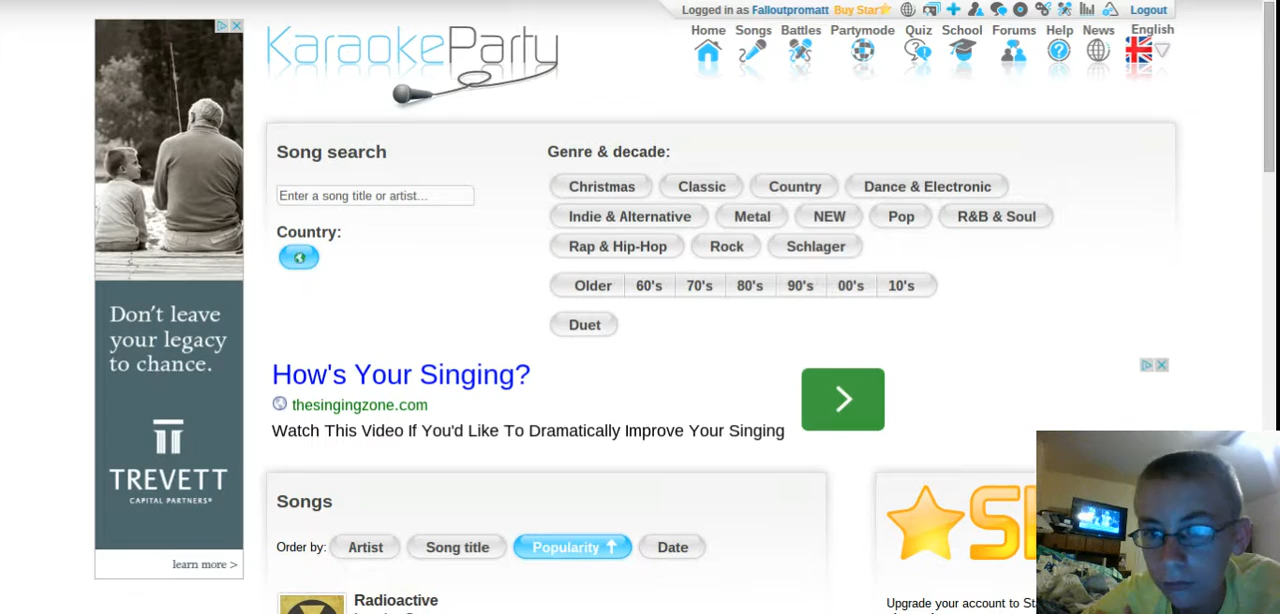 Logged in as Falloutpromatt Buy Star Logout
KaraokeParty
Home Songs Battles Partymode Quiz School Forums Help News English
Song search
Enter a song title or artist...
Country:
Genre & decade:
Christmas Classic Country Dance & Electronic
Indie & Alternative Metal NEW Pop R&B & Soul
Rap & Hip-Hop Rock Schlager
Older 60's 70's 80's 90's 00's 10's
Duet
Don't leave
your legacy
to chance.
TREVETT
CAPITAL PARTNERS®
learn more >
How's Your Singing?
thesingingzone.com
Watch This Video If You'd Like To Dramatically Improve Your Singing
Songs
Order by: Artist Song title Popularity Date
Radioactive
Upgrade your account to